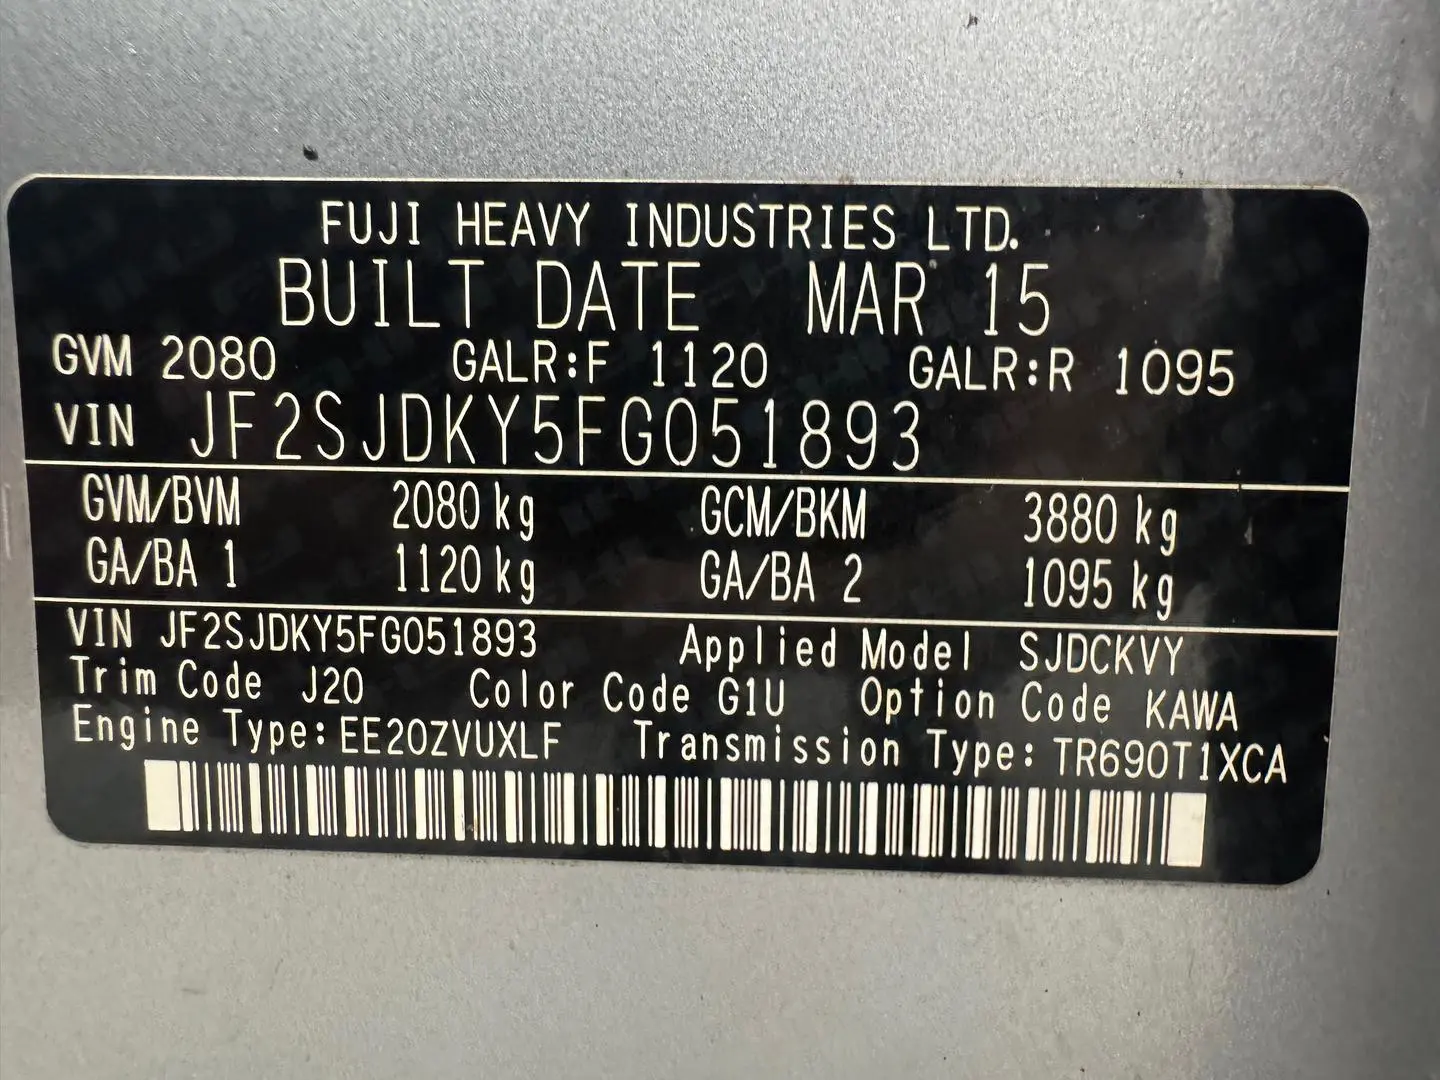 FUJI HEAVY INDUSTRIES LTD.
BUILT DATE MAR 15
GVM 2080 GALR:F 1120 GALR:R 1095
VIN JF2SJDKY5FG051893
GVM/BVM 2080 kg GCM/BKM 3880 kg
GA/BA 1 1120 kg GA/BA 2 1095 kg
VIN JF2SJDKY5FG051893 Applied Model SJDCKVY
Trim Code J20 Color Code G1U Option Code KAWA
Engine Type:EE20ZVUXLF Transmission Type:TR690T1XCA